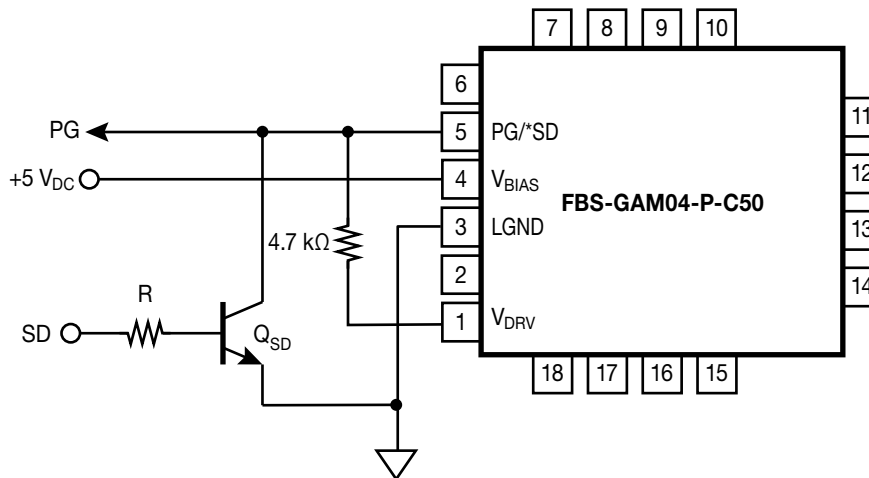 7 8 9 10
6
11
PG 5 PG/*SD
+5 V_DC 4 V_BIAS 12
FBS-GAM04-P-C50
4.7 kΩ 3 LGND 13
2 14
R
SD Q_SD 1 V_DRV
18 17 16 15